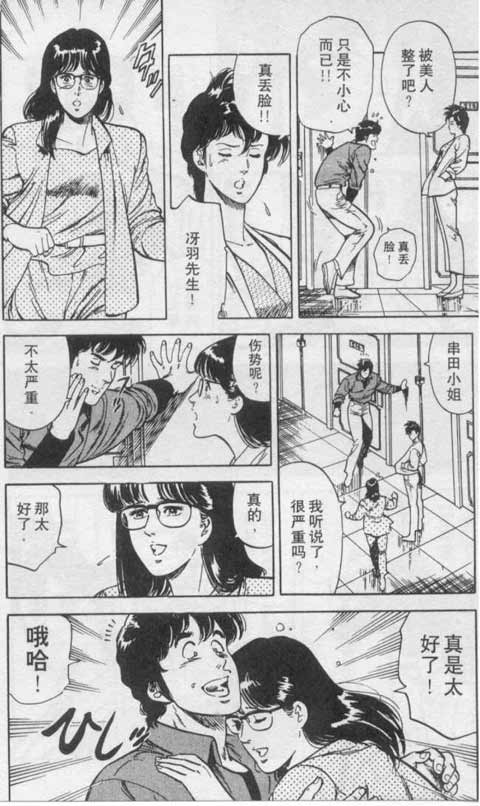 被美人
整了吧？
只是不小心
而已！！
真丢
脸！
真丢脸！！
冴羽先生！
串田小姐
我听说了，
很严重吗？
伤势呢？
不太严重．
真的，
那太
好了．
真是太
好了！
哦哈！
ひしっ